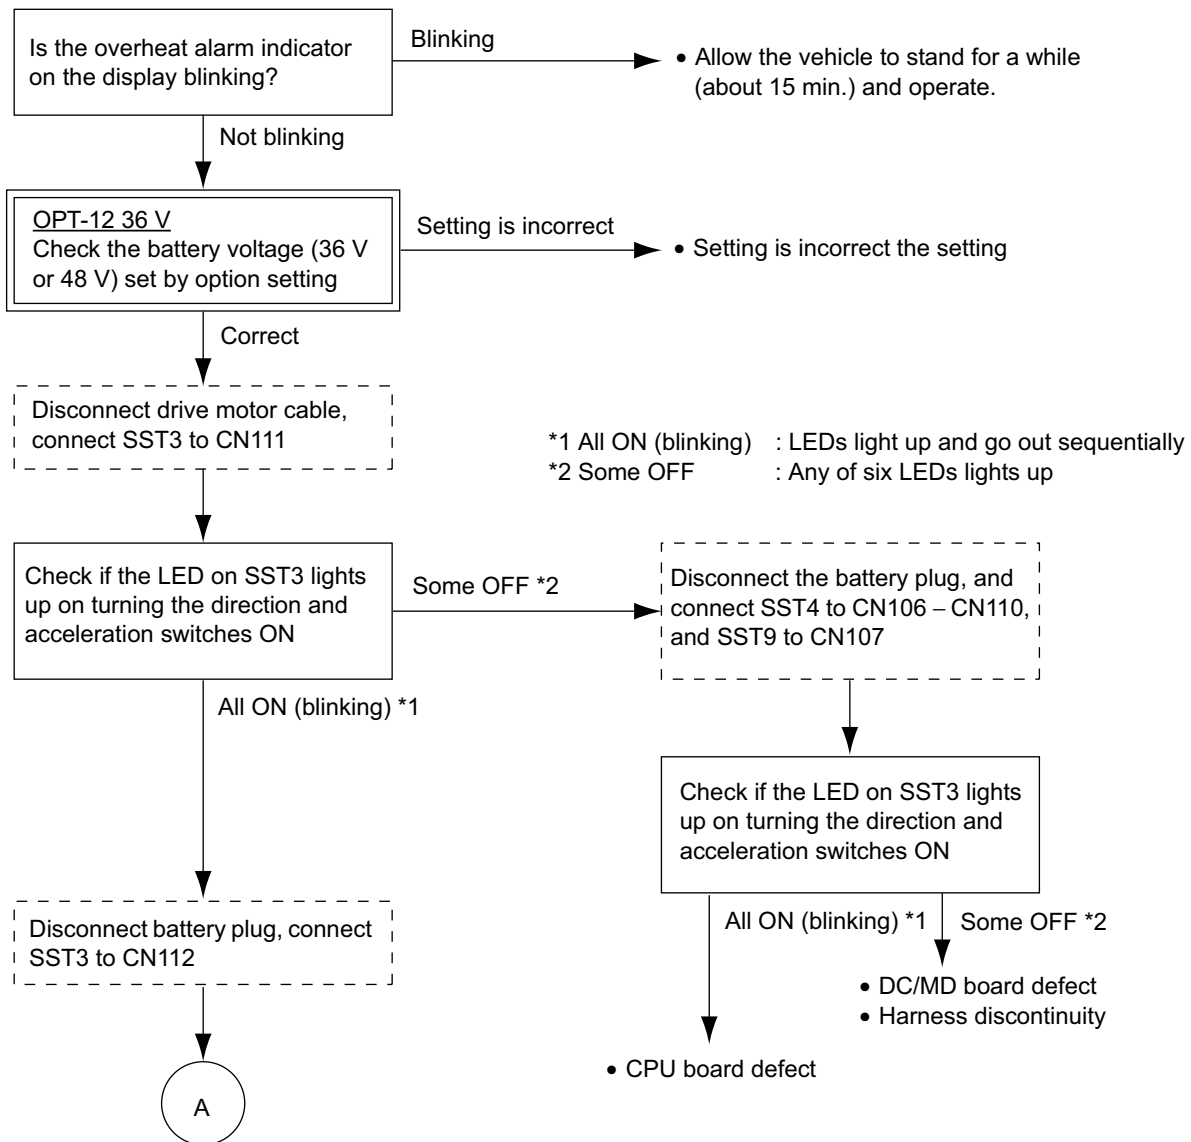 Is the overheat alarm indicator
on the display blinking?
Blinking
• Allow the vehicle to stand for a while
(about 15 min.) and operate.
Not blinking
OPT-12 36 V
Check the battery voltage (36 V
or 48 V) set by option setting
Setting is incorrect
• Setting is incorrect the setting
Correct
Disconnect drive motor cable,
connect SST3 to CN111
*1 All ON (blinking) : LEDs light up and go out sequentially
*2 Some OFF : Any of six LEDs lights up
Check if the LED on SST3 lights
up on turning the direction and
acceleration switches ON
Some OFF *2
Disconnect the battery plug, and
connect SST4 to CN106 – CN110,
and SST9 to CN107
All ON (blinking) *1
Check if the LED on SST3 lights
up on turning the direction and
acceleration switches ON
Disconnect battery plug, connect
SST3 to CN112
All ON (blinking) *1
Some OFF *2
• DC/MD board defect
• Harness discontinuity
• CPU board defect
A